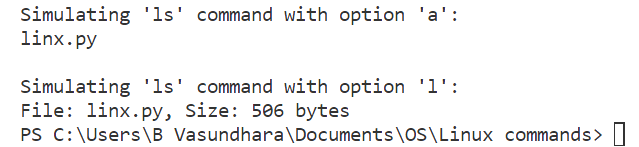 Simulating 'ls' command with option 'a':
linx.py
Simulating 'ls' command with option 'l':
File: linx.py, Size: 506 bytes
PS C:\Users\B Vasundhara\Documents\OS\Linux commands>